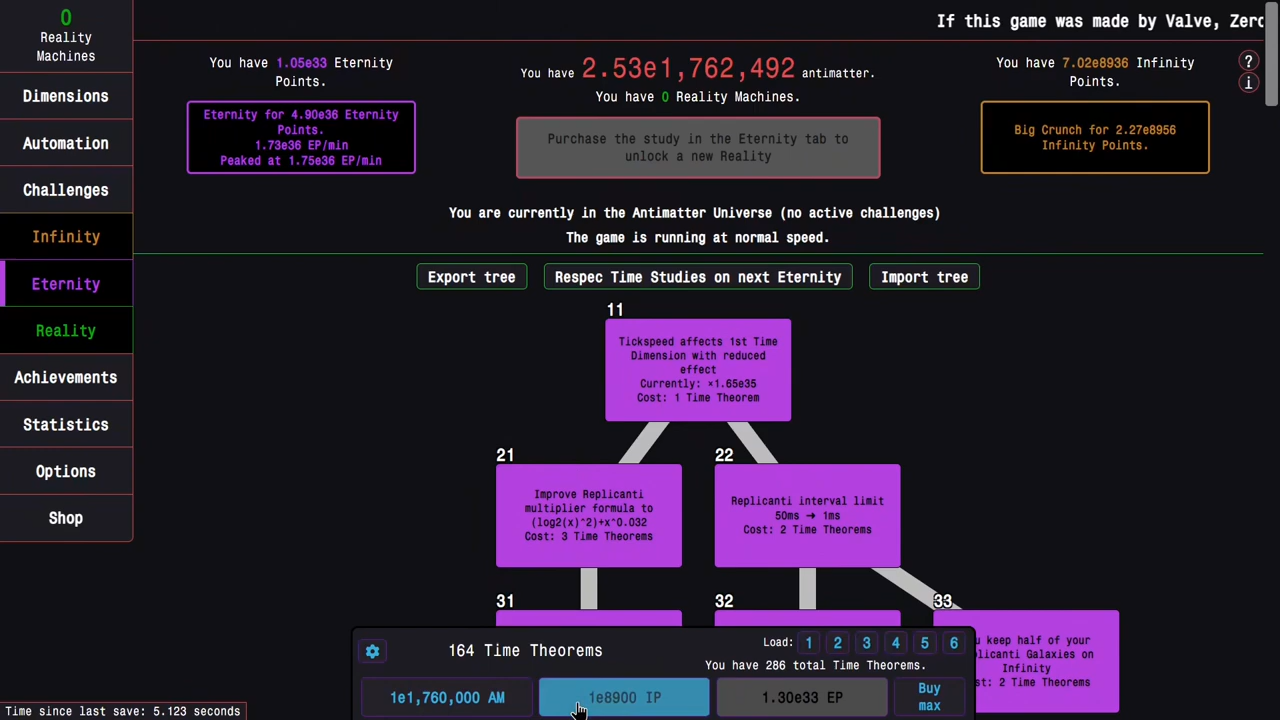 0
Reality
Machines
Dimensions
Automation
Challenges
Infinity
Eternity
Reality
Achievements
Statistics
Options
Shop
If this game was made by Valve, Zero
You have 1.05e33 Eternity
Points.
Eternity for 4.90e36 Eternity
Points.
1.73e36 EP/min
Peaked at 1.75e36 EP/min
You have 2.53e1,762,492 antimatter.
You have 0 Reality Machines.
Purchase the study in the Eternity tab to
unlock a new Reality
You have 7.02e8936 Infinity
Points.
Big Crunch for 2.27e8956
Infinity Points.
?
i
You are currently in the Antimatter Universe (no active challenges)
The game is running at normal speed.
Export tree
Respec Time Studies on next Eternity
Import tree
11
Tickspeed affects 1st Time
Dimension with reduced
effect
Currently: ×1.65e35
Cost: 1 Time Theorem
21
Improve Replicanti
multiplier formula to
(log2(x)^2)+x^0.032
Cost: 3 Time Theorems
22
Replicanti interval limit
50ms → 1ms
Cost: 2 Time Theorems
31
32
33
u keep half of your
plicanti Galaxies on
Infinity
st: 2 Time Theorems
164 Time Theorems
Load: 1 2 3 4 5 6
You have 286 total Time Theorems.
1e1,760,000 AM
1e8900 IP
1.30e33 EP
Buy
max
Time since last save: 5.123 seconds